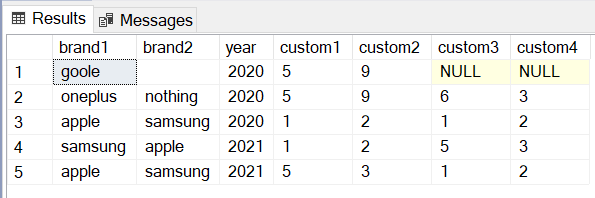 Results Messages
brand1 brand2 year custom1 custom2 custom3 custom4
1 goole 2020 5 9 NULL NULL
2 oneplus nothing 2020 5 9 6 3
3 apple samsung 2020 1 2 1 2
4 samsung apple 2021 1 2 5 3
5 apple samsung 2021 5 3 1 2